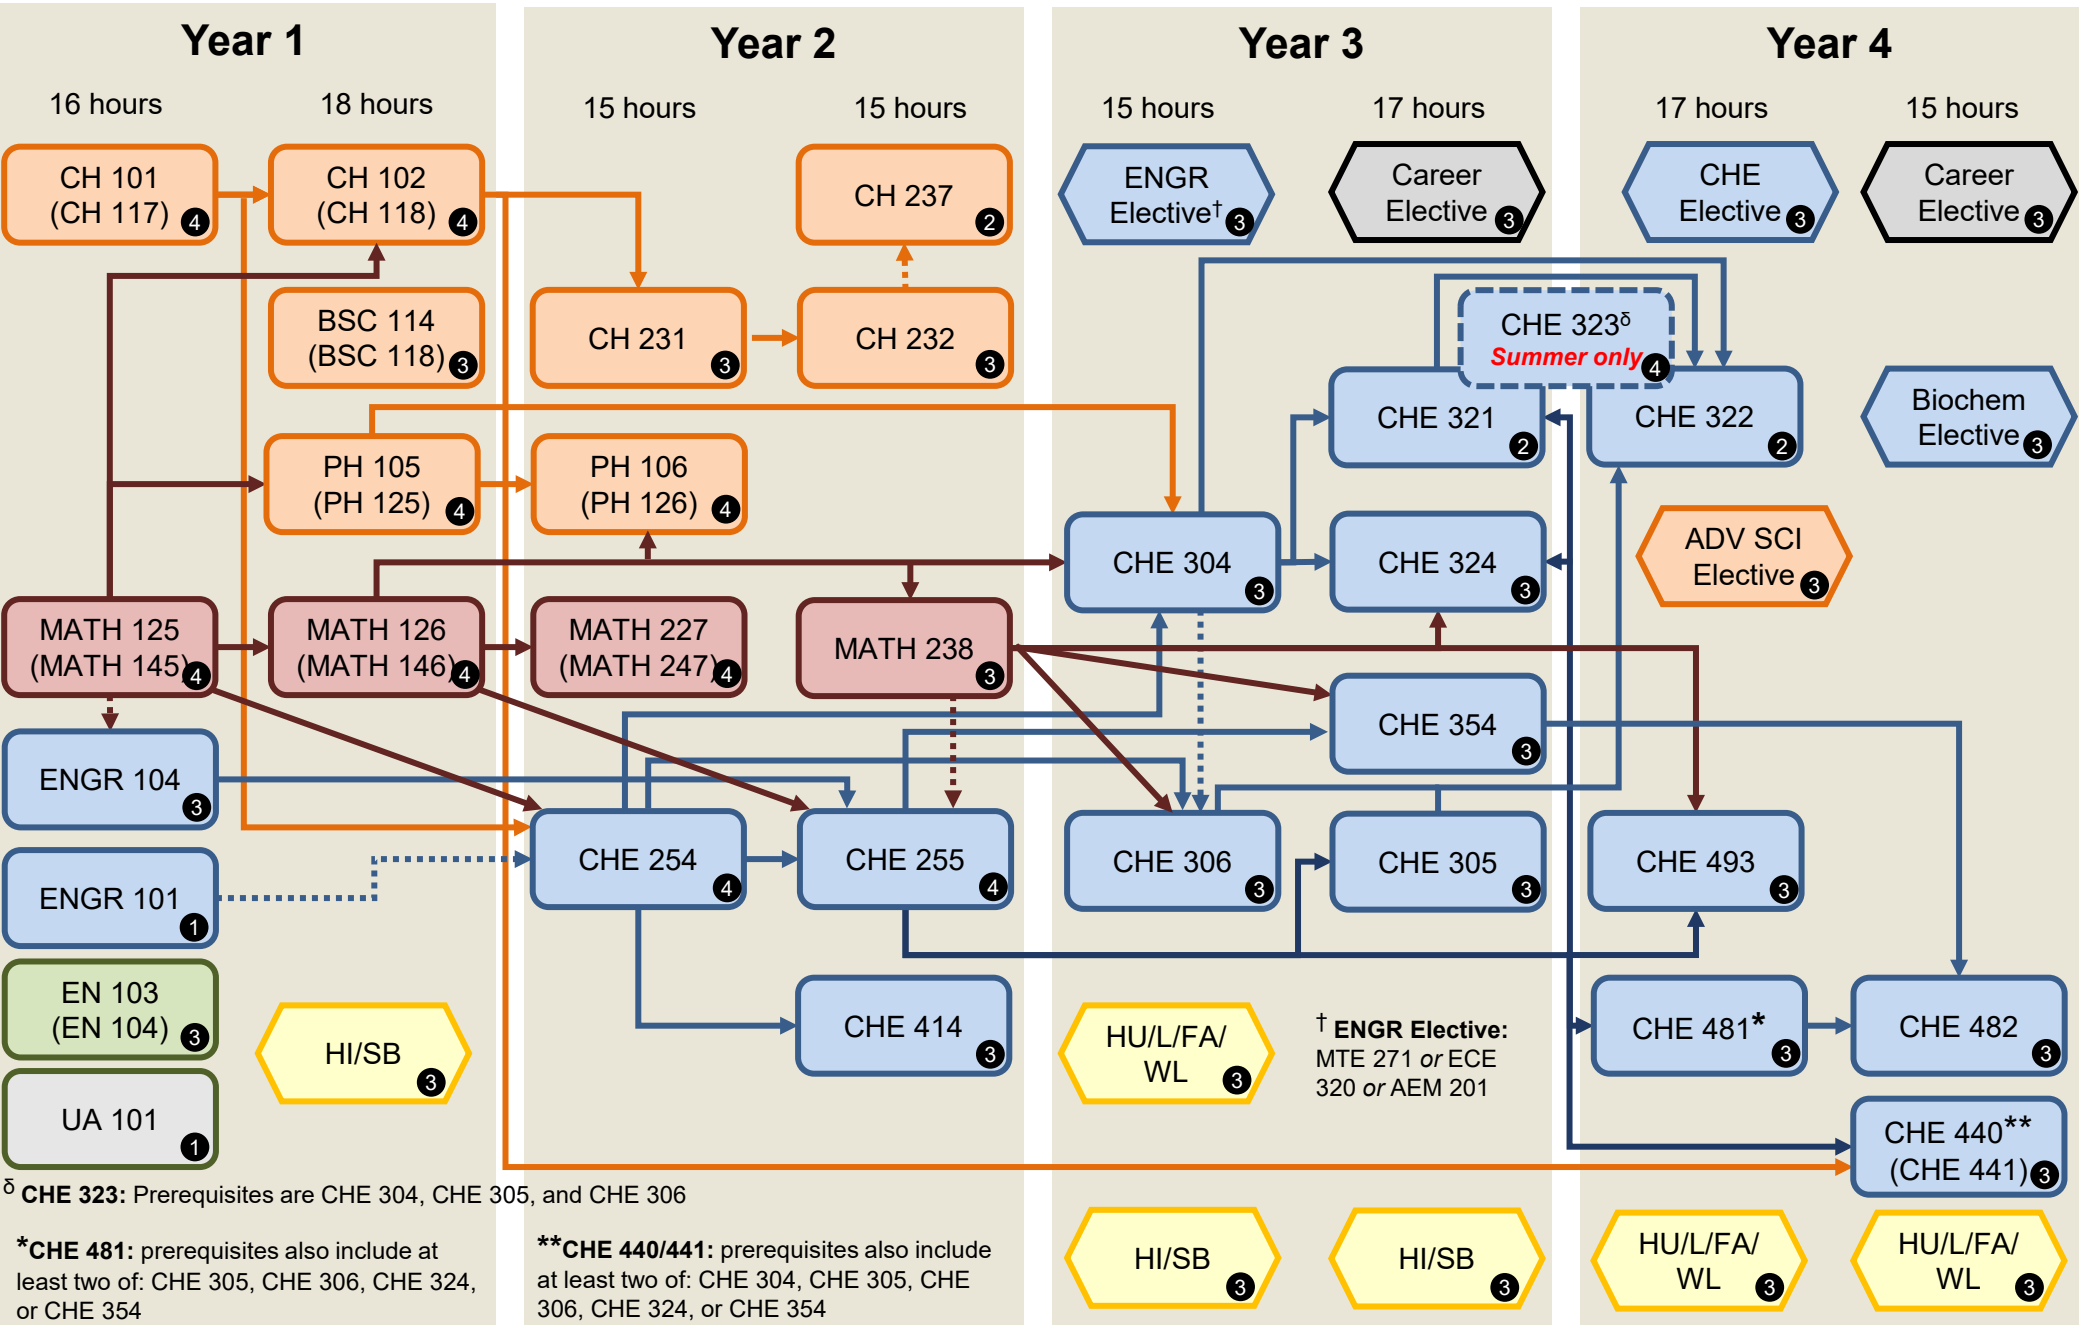 Year 1
16 hours
18 hours
CH 101
(CH 117)
4
CH 102
(CH 118)
4
BSC 114
(BSC 118)
3
PH 105
(PH 125)
4
MATH 125
(MATH 145)
4
MATH 126
(MATH 146)
4
ENGR 104
3
ENGR 101
1
EN 103
(EN 104)
3
HI/SB
3
UA 101
1
Year 2
15 hours
15 hours
CH 237
2
CH 231
3
CH 232
3
PH 106
(PH 126)
4
MATH 227
(MATH 247)
4
MATH 238
3
CHE 254
4
CHE 255
4
CHE 414
3
Year 3
15 hours
17 hours
ENGR
Elective†
3
Career
Elective
3
CHE 323δ
Summer only
4
CHE 321
2
CHE 304
3
CHE 324
3
CHE 354
3
CHE 306
3
CHE 305
3
HU/L/FA/
WL
3
† ENGR Elective:
MTE 271 or ECE
320 or AEM 201
HI/SB
3
HI/SB
3
Year 4
17 hours
15 hours
CHE
Elective
3
Career
Elective
3
CHE 322
2
Biochem
Elective
3
ADV SCI
Elective
3
CHE 493
3
CHE 481*
3
CHE 482
3
CHE 440**
(CHE 441)
3
HU/L/FA/
WL
3
HU/L/FA/
WL
3
δ CHE 323: Prerequisites are CHE 304, CHE 305, and CHE 306
*CHE 481: prerequisites also include at
least two of: CHE 305, CHE 306, CHE 324,
or CHE 354
**CHE 440/441: prerequisites also include
at least two of: CHE 304, CHE 305, CHE
306, CHE 324, or CHE 354